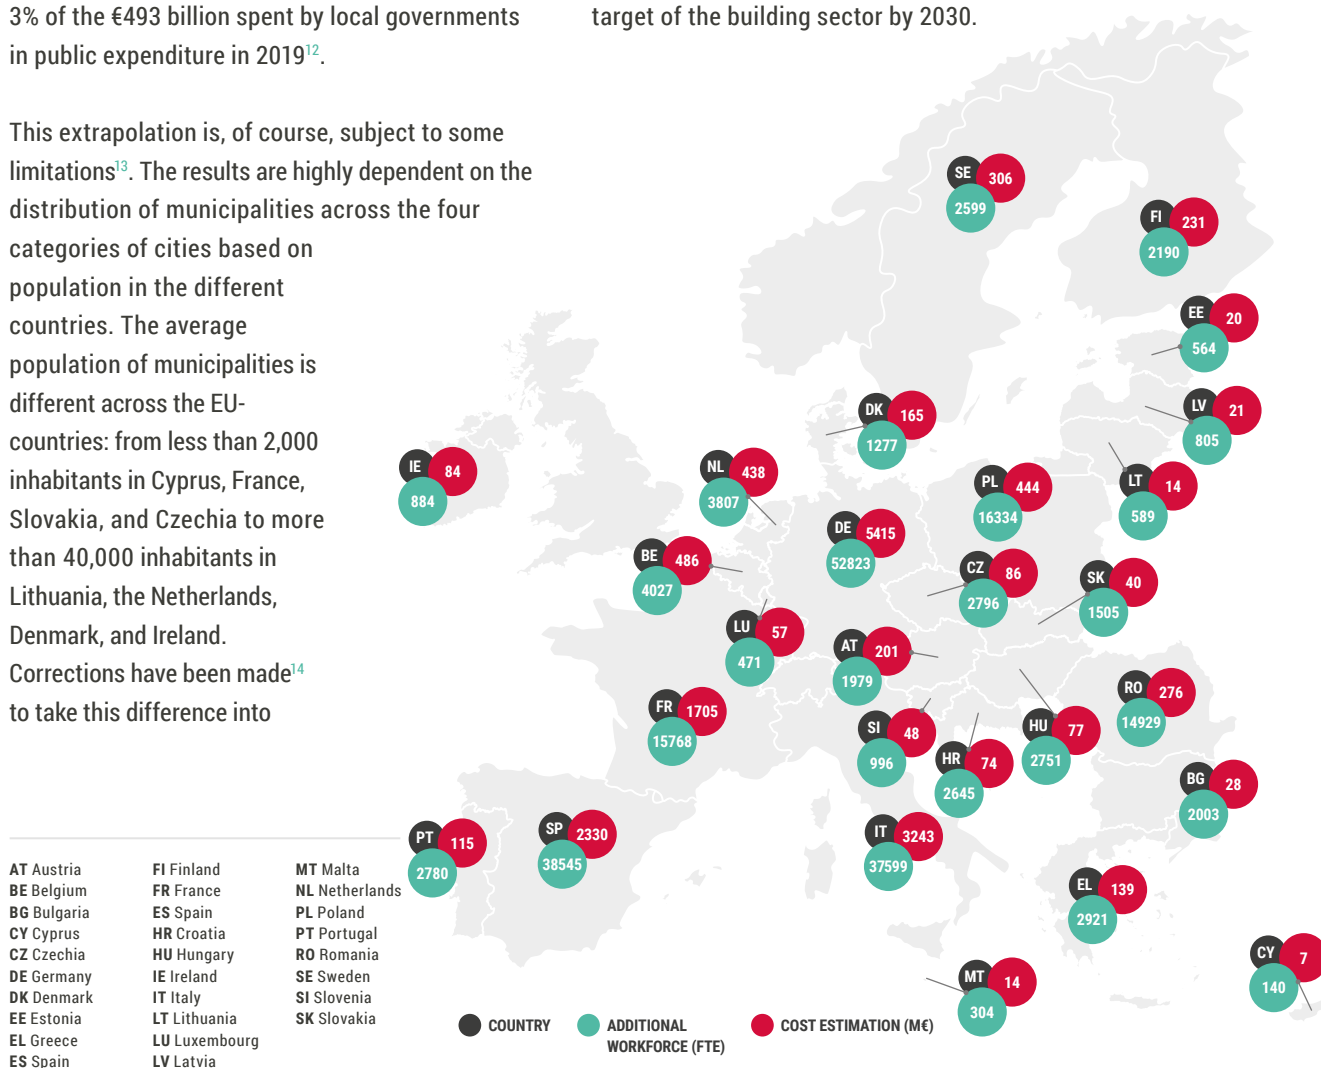 3% of the €493 billion spent by local governments
in public expenditure in 2019¹².
This extrapolation is, of course, subject to some
limitations¹³. The results are highly dependent on the
distribution of municipalities across the four
categories of cities based on
population in the different
countries. The average
population of municipalities is
different across the EU-
countries: from less than 2,000
inhabitants in Cyprus, France,
Slovakia, and Czechia to more
than 40,000 inhabitants in
Lithuania, the Netherlands,
Denmark, and Ireland.
Corrections have been made¹⁴
to take this difference into
target of the building sector by 2030.
SE 306
2599
FI 231
2190
EE 20
564
LV 21
805
LT 14
589
DK 165
1277
IE 84
884
NL 438
3807
PL 444
16334
DE 5415
52823
BE 486
4027
CZ 86
2796
SK 40
1505
LU 57
471
AT 201
1979
FR 1705
15768
RO 276
14929
SI 48
996
HU 77
2751
HR 74
2645
BG 28
2003
PT 115
2780
SP 2330
38545
IT 3243
37599
EL 139
2921
CY 7
140
MT 14
304
AT Austria
BE Belgium
BG Bulgaria
CY Cyprus
CZ Czechia
DE Germany
DK Denmark
EE Estonia
EL Greece
ES Spain
FI Finland
FR France
ES Spain
HR Croatia
HU Hungary
IE Ireland
IT Italy
LT Lithuania
LU Luxembourg
LV Latvia
MT Malta
NL Netherlands
PL Poland
PT Portugal
RO Romania
SE Sweden
SI Slovenia
SK Slovakia
COUNTRY
ADDITIONAL
WORKFORCE (FTE)
COST ESTIMATION (M€)